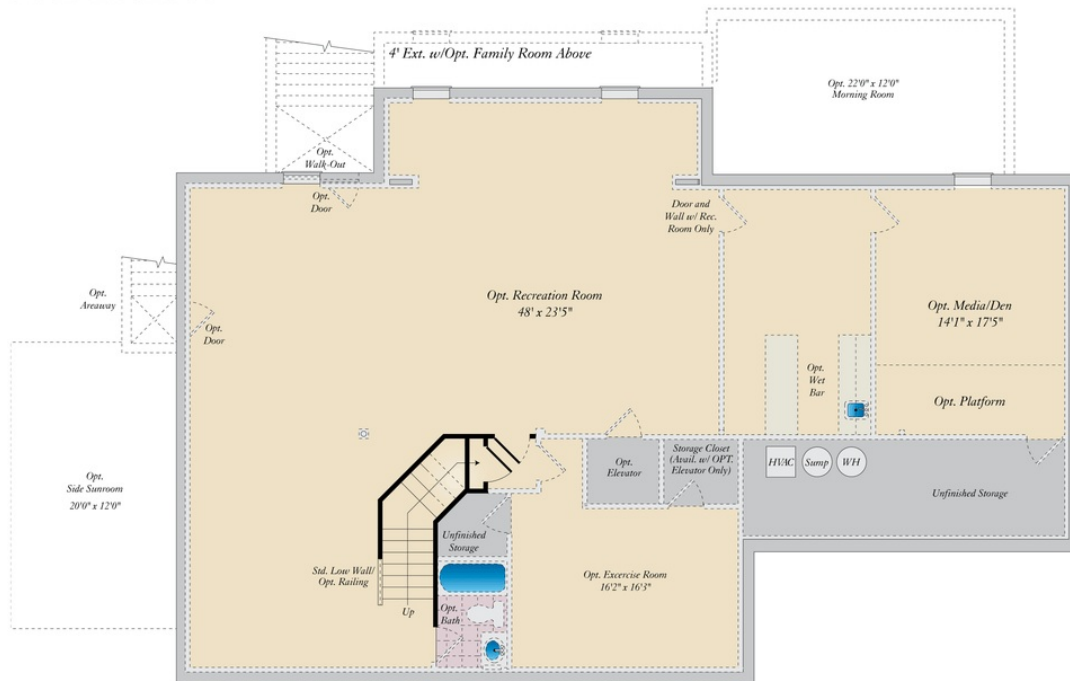 4' Ext. w/Opt. Family Room Above
Opt. 22'0" x 12'0"
Morning Room
Opt.
Walk-Out
Opt.
Door
Door and
Wall w/ Rec.
Room Only
Opt.
Areaway
Opt.
Door
Opt. Recreation Room
48' x 23'5"
Opt. Media/Den
14'1" x 17'5"
Opt.
Wet
Bar
Opt. Platform
Opt.
Side Sunroom
20'0" x 12'0"
Opt.
Elevator
Storage Closet
(Avail. w/ OPT.
Elevator Only)
HVAC
Sump
WH
Unfinished Storage
Unfinished
Storage
Std. Low Wall/
Opt. Railing
Up
Opt.
Bath
Opt. Excercise Room
16'2" x 16'3"